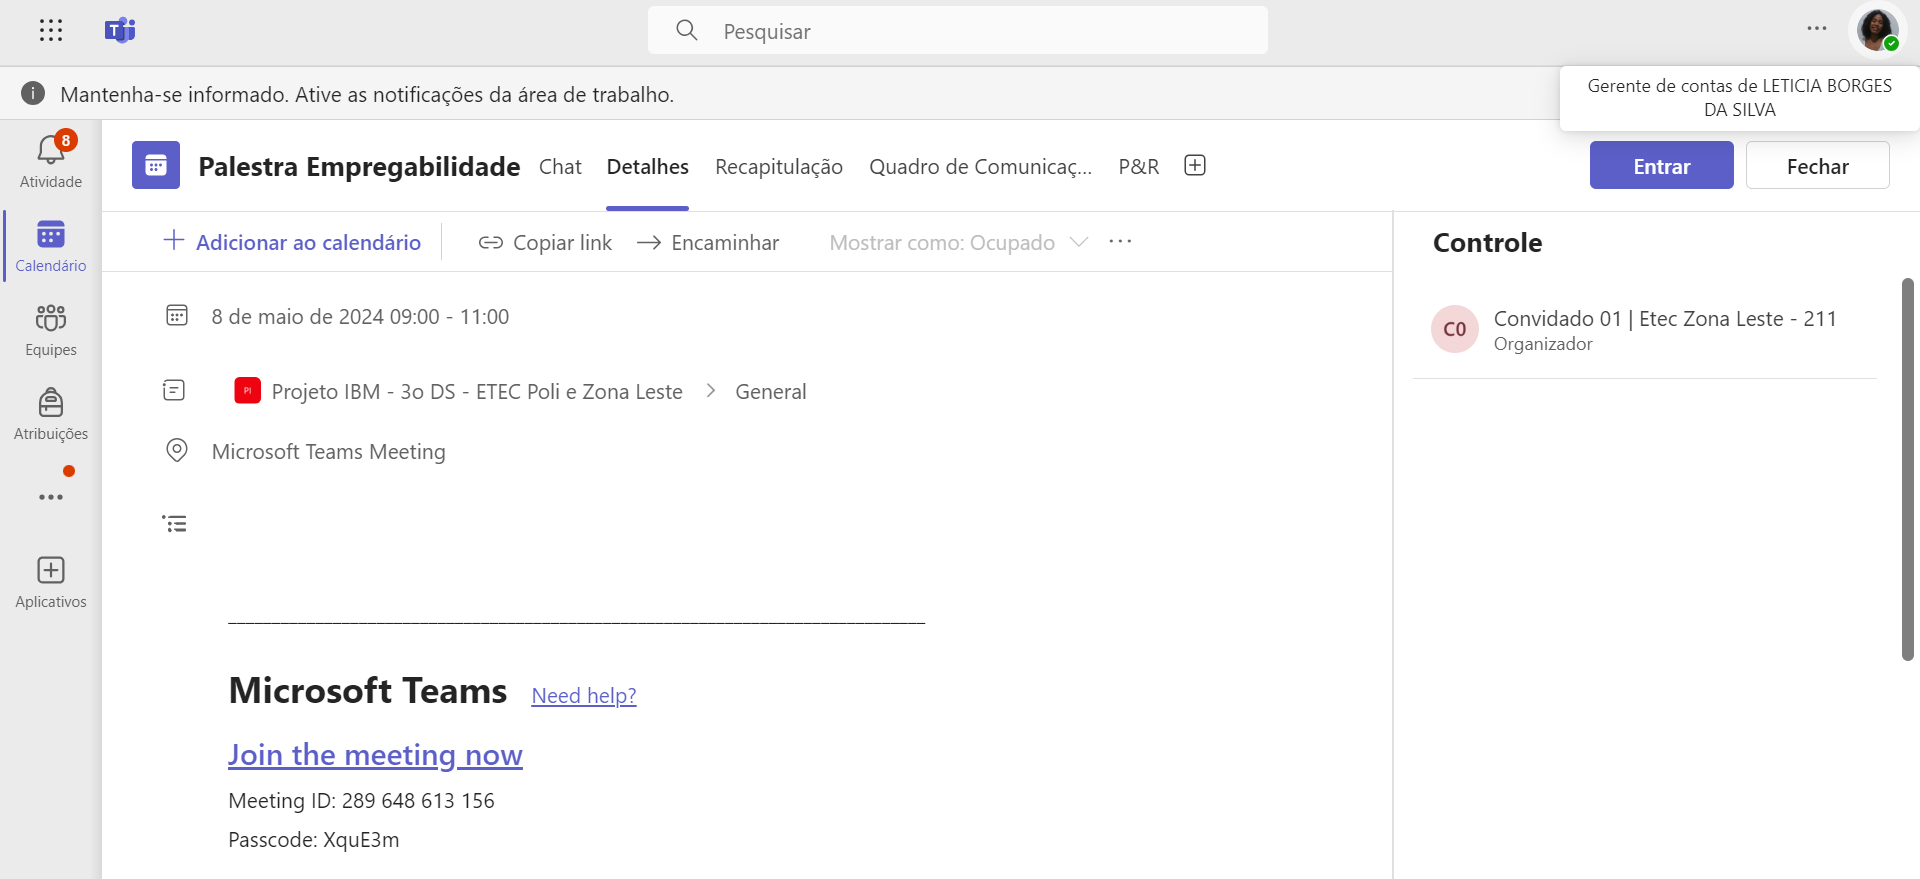 Pesquisar
Mantenha-se informado. Ative as notificações da área de trabalho.
Gerente de contas de LETICIA BORGES
DA SILVA
8
Atividade
Calendário
Equipes
Atribuições
Aplicativos
Palestra Empregabilidade
Chat
Detalhes
Recapitulação
Quadro de Comunicaç...
P&R
Entrar
Fechar
Adicionar ao calendário
Copiar link
Encaminhar
Mostrar como: Ocupado
8 de maio de 2024 09:00 - 11:00
PI
Projeto IBM - 3o DS - ETEC Poli e Zona Leste
General
Microsoft Teams Meeting
________________________________________________________________________________
Microsoft Teams
Need help?
Join the meeting now
Meeting ID: 289 648 613 156
Passcode: XquE3m
Controle
C0
Convidado 01 | Etec Zona Leste - 211
Organizador